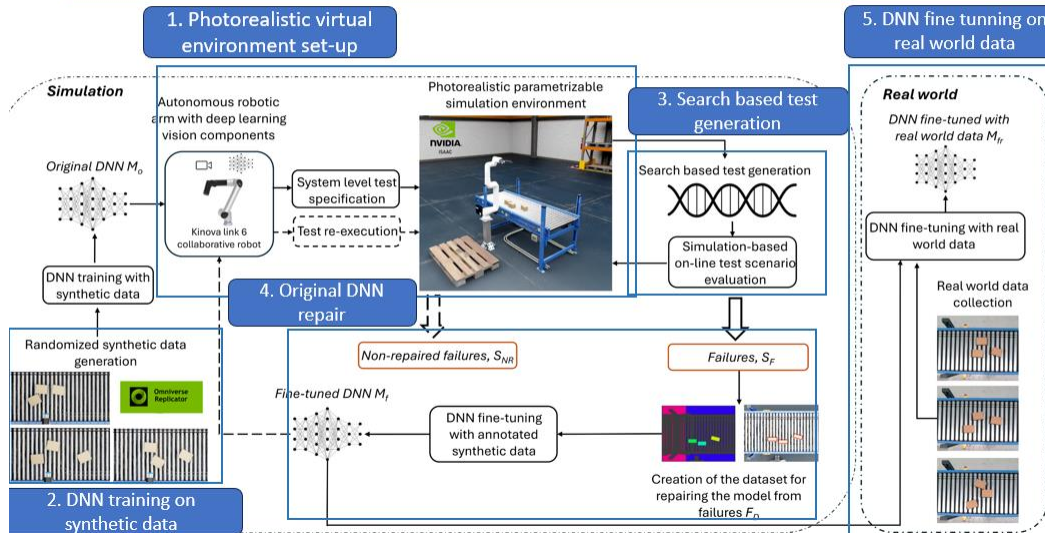 1. Photorealistic virtual
environment set-up
5. DNN fine tunning on
real world data
Simulation
Autonomous robotic
arm with deep learning
vision components
Photorealistic parametrizable
simulation environment
3. Search based test
generation
Real world
DNN fine-tuned with
real world data Mfr
Original DNN Mo
NVIDIA.
ISAAC
System level test
specification
Search based test generation
Kinova link 6
collaborative robot
Test re-execution
DNN fine-tuning with real
world data
Simulation-based
on-line test scenario
evaluation
DNN training with
synthetic data
4. Original DNN
repair
Real world data
collection
Randomized synthetic data
generation
Non-repaired failures, SNR
Failures, SF
Omniverse
Replicator
Fine-tuned DNN Mf
DNN fine-tuning
with annotated
synthetic data
Creation of the dataset for
repairing the model from
failures FD
2. DNN training on
synthetic data